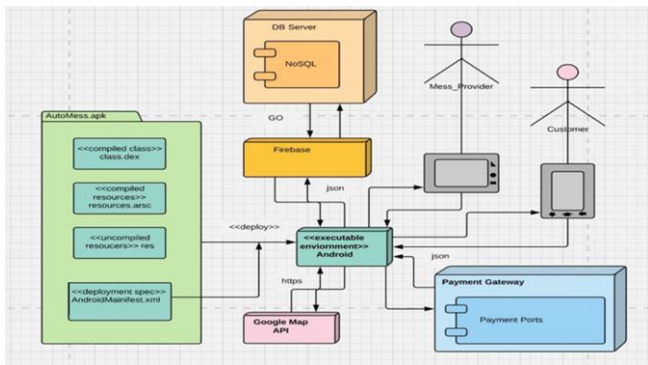 DB Server
NoSQL
Mess_Provider
Customer
AutoMess.apk
GO
<<compiled class>>
class.dex
Firebase
json
<<compiled
resources>>
resources.arsc
<<deploy>>
<<executable
enviornment>>
Android
<<uncompiled
resoucers>> res
json
https
Payment Gateway
<<deployment spec>>
AndroidMainifest.xml
Google Map
API
Payment Ports